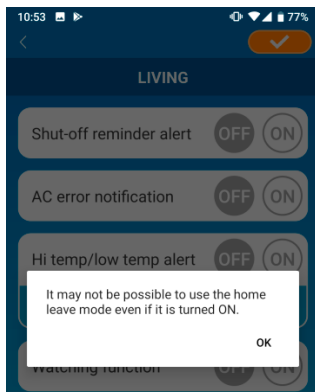 10:53 77%
LIVING
Shut-off reminder alert OFF ON
AC error notification OFF ON
Hi temp/low temp alert OFF ON
It may not be possible to use the home
leave mode even if it is turned ON.
OK
Watching function OFF ON